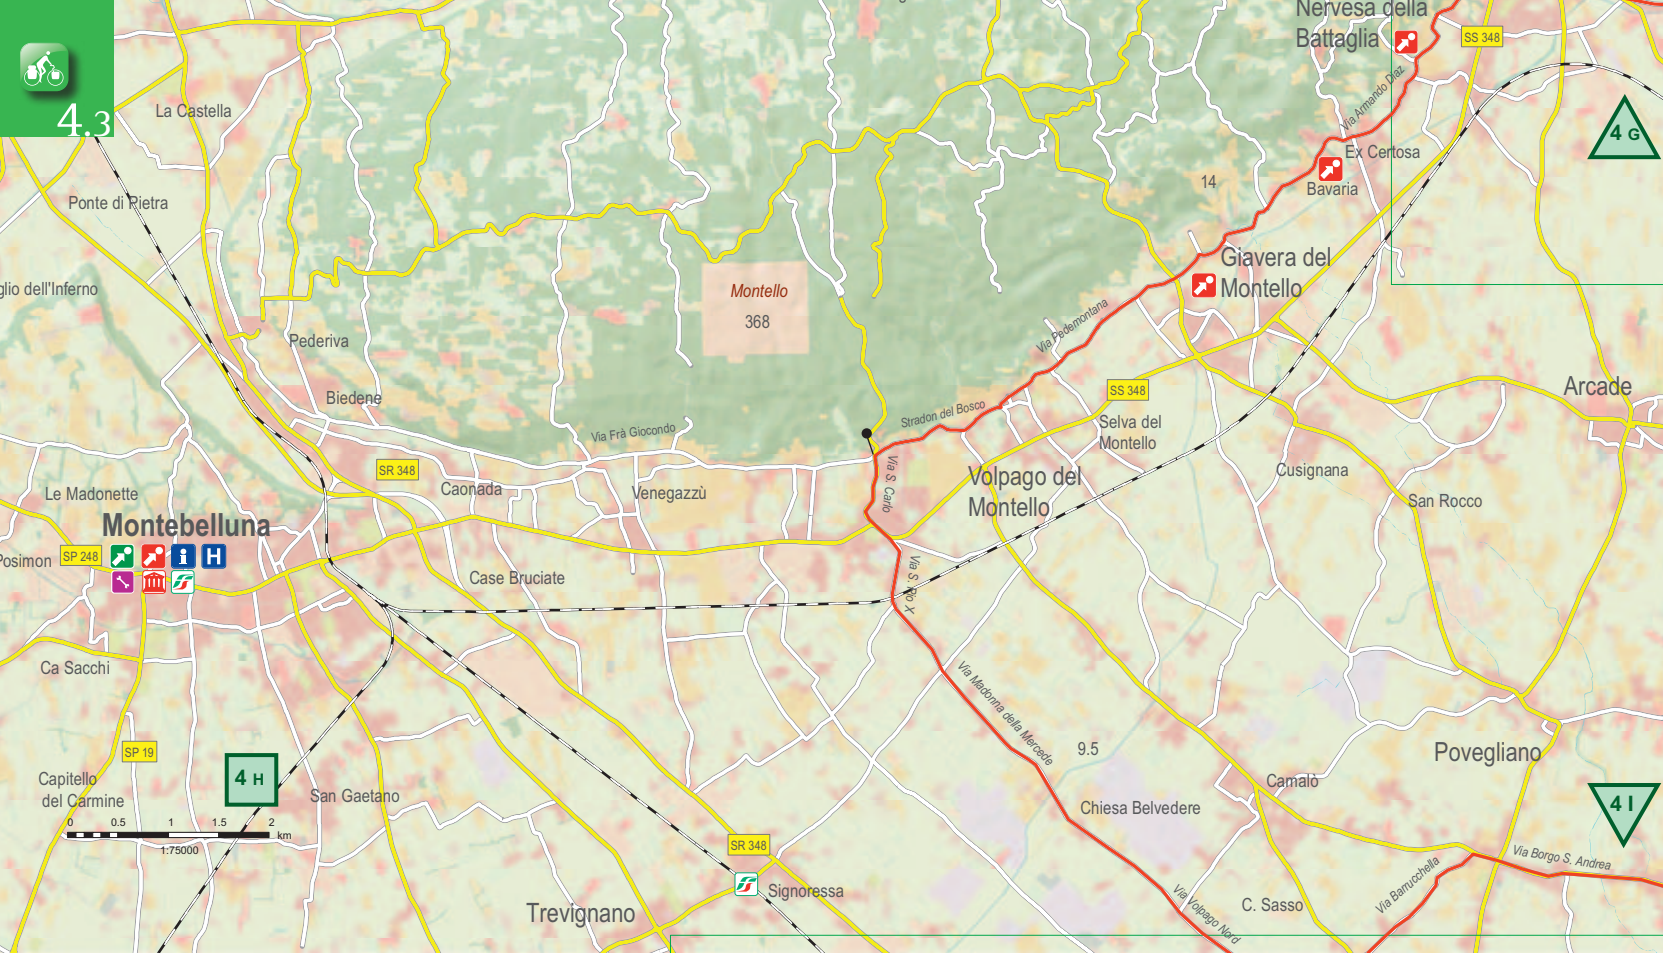 Nervesa della
Battaglia
SS 348
4.3
La Castella
Via Armando Diaz
4 G
Ex Certosa
Bavaria
14
Ponte di Pietra
Giavera del
Montello
glio dell'Inferno
Montello
368
Via Pedemontana
Pederiva
Biedene
SS 348
Arcade
Stradon del Bosco
Selva del
Montello
Via Frà Giocondo
SR 348
Caonada
Venegazzù
Via S. Carlo
Volpago del
Montello
Cusignana
San Rocco
Le Madonette
Montebelluna
SP 248
Posimon
i
H
Case Bruciate
Via S. Pio X
Ca Sacchi
Via Madonna della Mercede
9.5
SP 19
Povegliano
4 H
Capitello
del Carmine
San Gaetano
Camalò
Chiesa Belvedere
4 I
0 0.5 1 1.5 2
km
1:75000
SR 348
Via Borgo S. Andrea
Via Barrucchella
Signoressa
Via Volpago Nord
C. Sasso
Trevignano